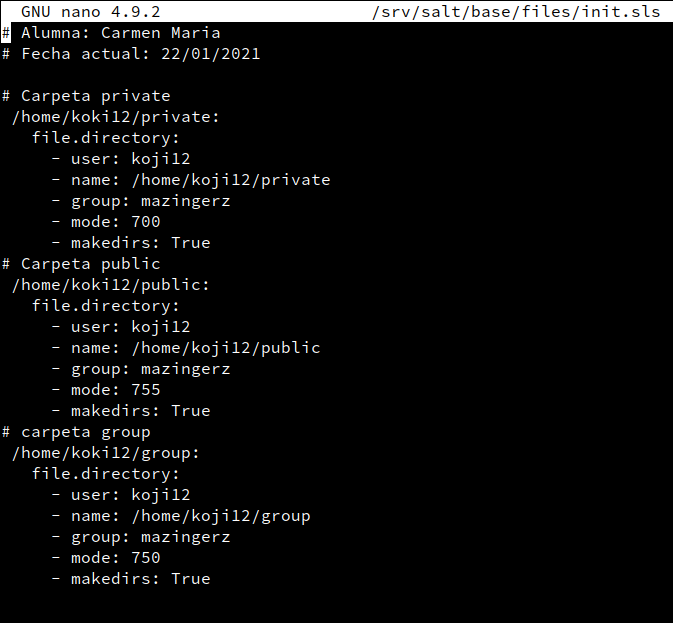 GNU nano 4.9.2 /srv/salt/base/files/init.sls
# Alumna: Carmen Maria
# Fecha actual: 22/01/2021
# Carpeta private
/home/koki12/private:
file.directory:
- user: koji12
- name: /home/koji12/private
- group: mazingerz
- mode: 700
- makedirs: True
# Carpeta public
/home/koki12/public:
file.directory:
- user: koji12
- name: /home/koji12/public
- group: mazingerz
- mode: 755
- makedirs: True
# carpeta group
/home/koki12/group:
file.directory:
- user: koji12
- name: /home/koji12/group
- group: mazingerz
- mode: 750
- makedirs: True